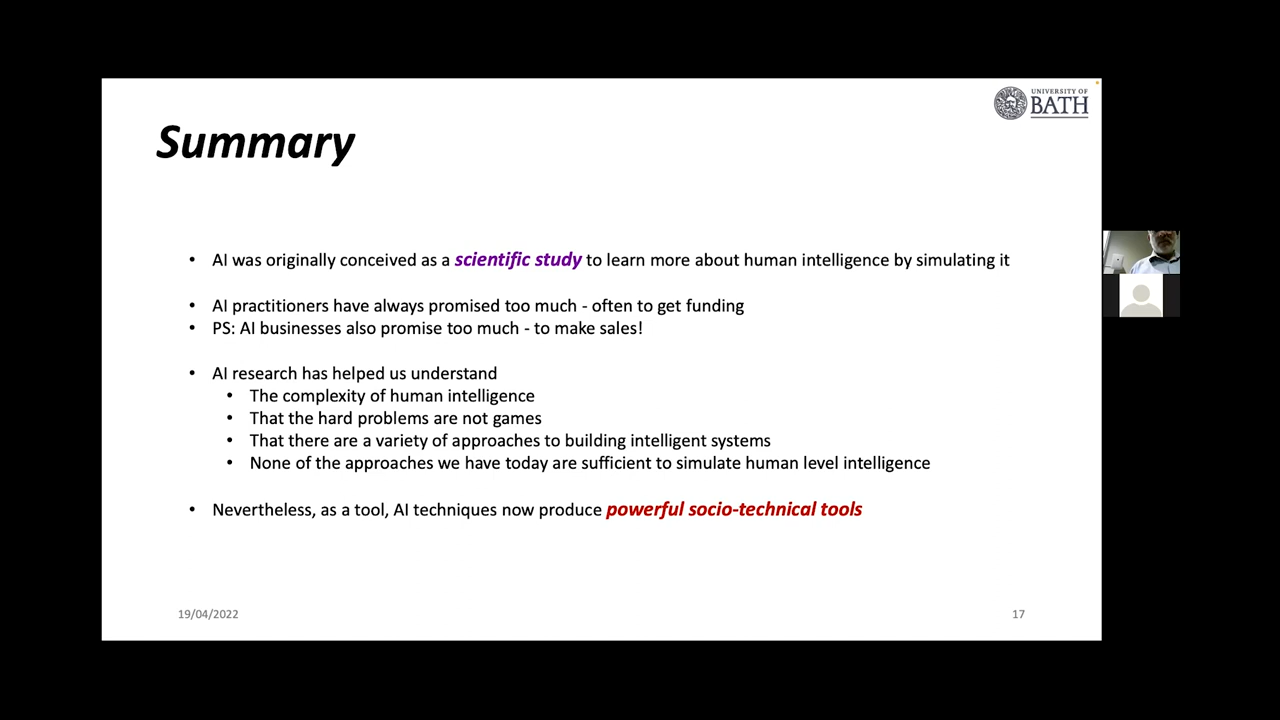 UNIVERSITY OF
BATH
Summary
• AI was originally conceived as a scientific study to learn more about human intelligence by simulating it
• AI practitioners have always promised too much - often to get funding
• PS: AI businesses also promise too much - to make sales!
• AI research has helped us understand
• The complexity of human intelligence
• That the hard problems are not games
• That there are a variety of approaches to building intelligent systems
• None of the approaches we have today are sufficient to simulate human level intelligence
• Nevertheless, as a tool, AI techniques now produce powerful socio-technical tools
19/04/2022
17